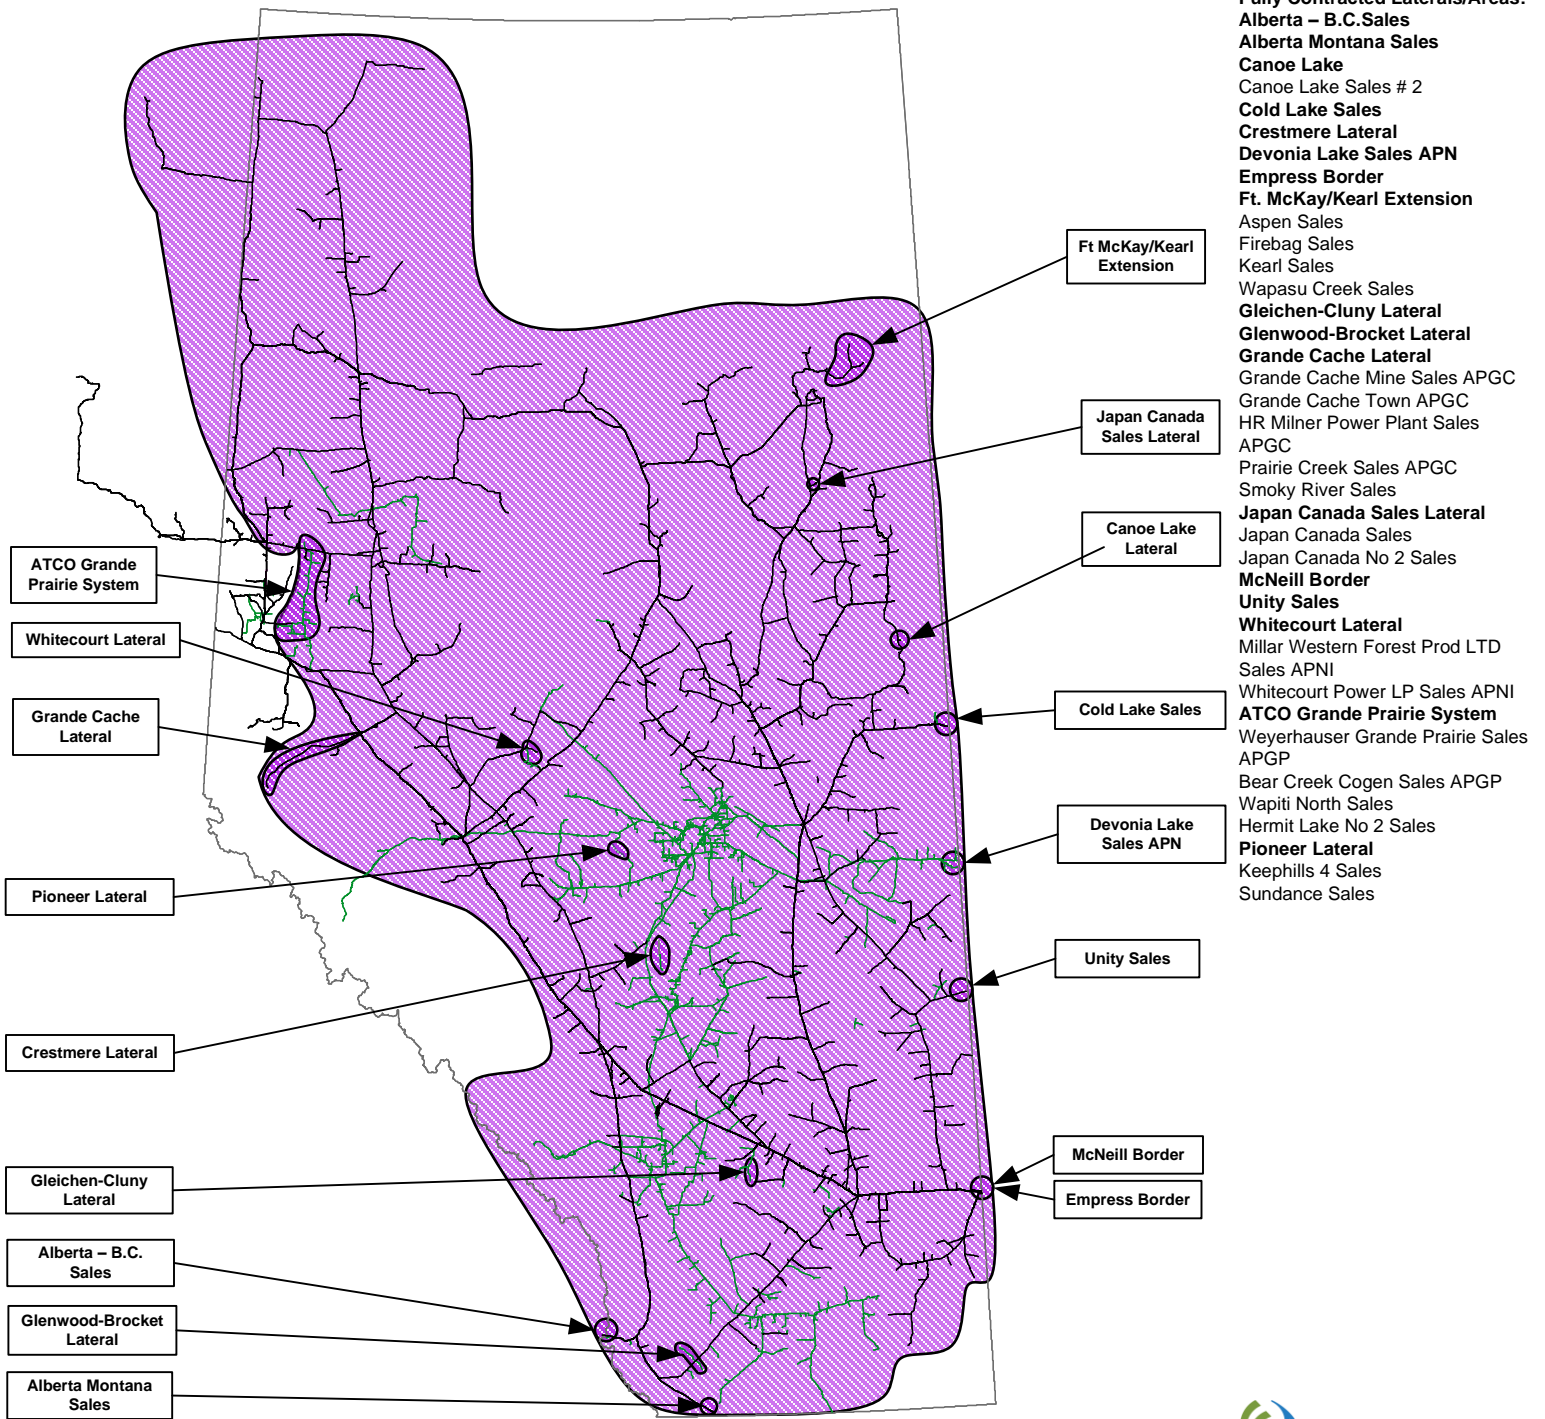 Fully Contracted Laterals/Areas:
Alberta – B.C.Sales
Alberta Montana Sales
Canoe Lake
Canoe Lake Sales # 2
Cold Lake Sales
Crestmere Lateral
Devonia Lake Sales APN
Empress Border
Ft. McKay/Kearl Extension
Aspen Sales
Firebag Sales
Kearl Sales
Wapasu Creek Sales
Gleichen-Cluny Lateral
Glenwood-Brocket Lateral
Grande Cache Lateral
Grande Cache Mine Sales APGC
Grande Cache Town APGC
HR Milner Power Plant Sales
APGC
Prairie Creek Sales APGC
Smoky River Sales
Japan Canada Sales Lateral
Japan Canada Sales
Japan Canada No 2 Sales
McNeill Border
Unity Sales
Whitecourt Lateral
Millar Western Forest Prod LTD
Sales APNI
Whitecourt Power LP Sales APNI
ATCO Grande Prairie System
Weyerhauser Grande Prairie Sales
APGP
Bear Creek Cogen Sales APGP
Wapiti North Sales
Hermit Lake No 2 Sales
Pioneer Lateral
Keephills 4 Sales
Sundance Sales
Ft McKay/Kearl
Extension
Japan Canada
Sales Lateral
Canoe Lake
Lateral
Cold Lake Sales
Devonia Lake
Sales APN
Unity Sales
McNeill Border
Empress Border
ATCO Grande
Prairie System
Whitecourt Lateral
Grande Cache
Lateral
Pioneer Lateral
Crestmere Lateral
Gleichen-Cluny
Lateral
Alberta – B.C.
Sales
Glenwood-Brocket
Lateral
Alberta Montana
Sales